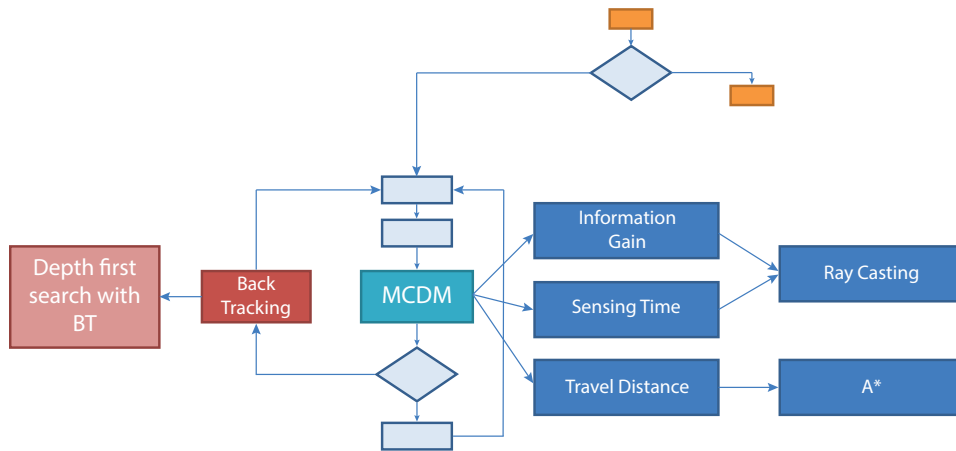 Information
Gain
Depth first
search with
BT
Back
Tracking
MCDM
Sensing Time
Ray Casting
Travel Distance
A*